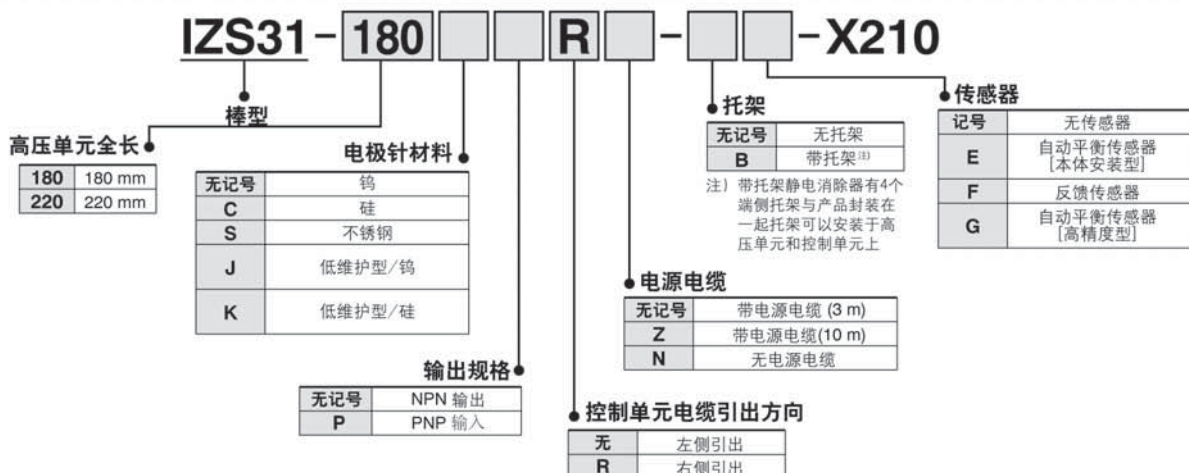 IZS31-180 R - -X210
棒型
高压单元全长
180 180 mm
220 220 mm
电极针材料
无记号 钨
C 硅
S 不锈钢
J 低维护型/钨
K 低维护型/硅
输出规格
无记号 NPN 输出
P PNP 输入
控制单元电缆引出方向
无 左侧引出
R 右侧引出
电源电缆
无记号 带电源电缆 (3 m)
Z 带电源电缆(10 m)
N 无电源电缆
托架
无记号 无托架
B 带托架注)
注) 带托架静电消除器有4个
端侧托架与产品封装在
一起托架可以安装于高
压单元和控制单元上
传感器
记号 无传感器
E 自动平衡传感器
[本体安装型]
F 反馈传感器
G 自动平衡传感器
[高精度型]